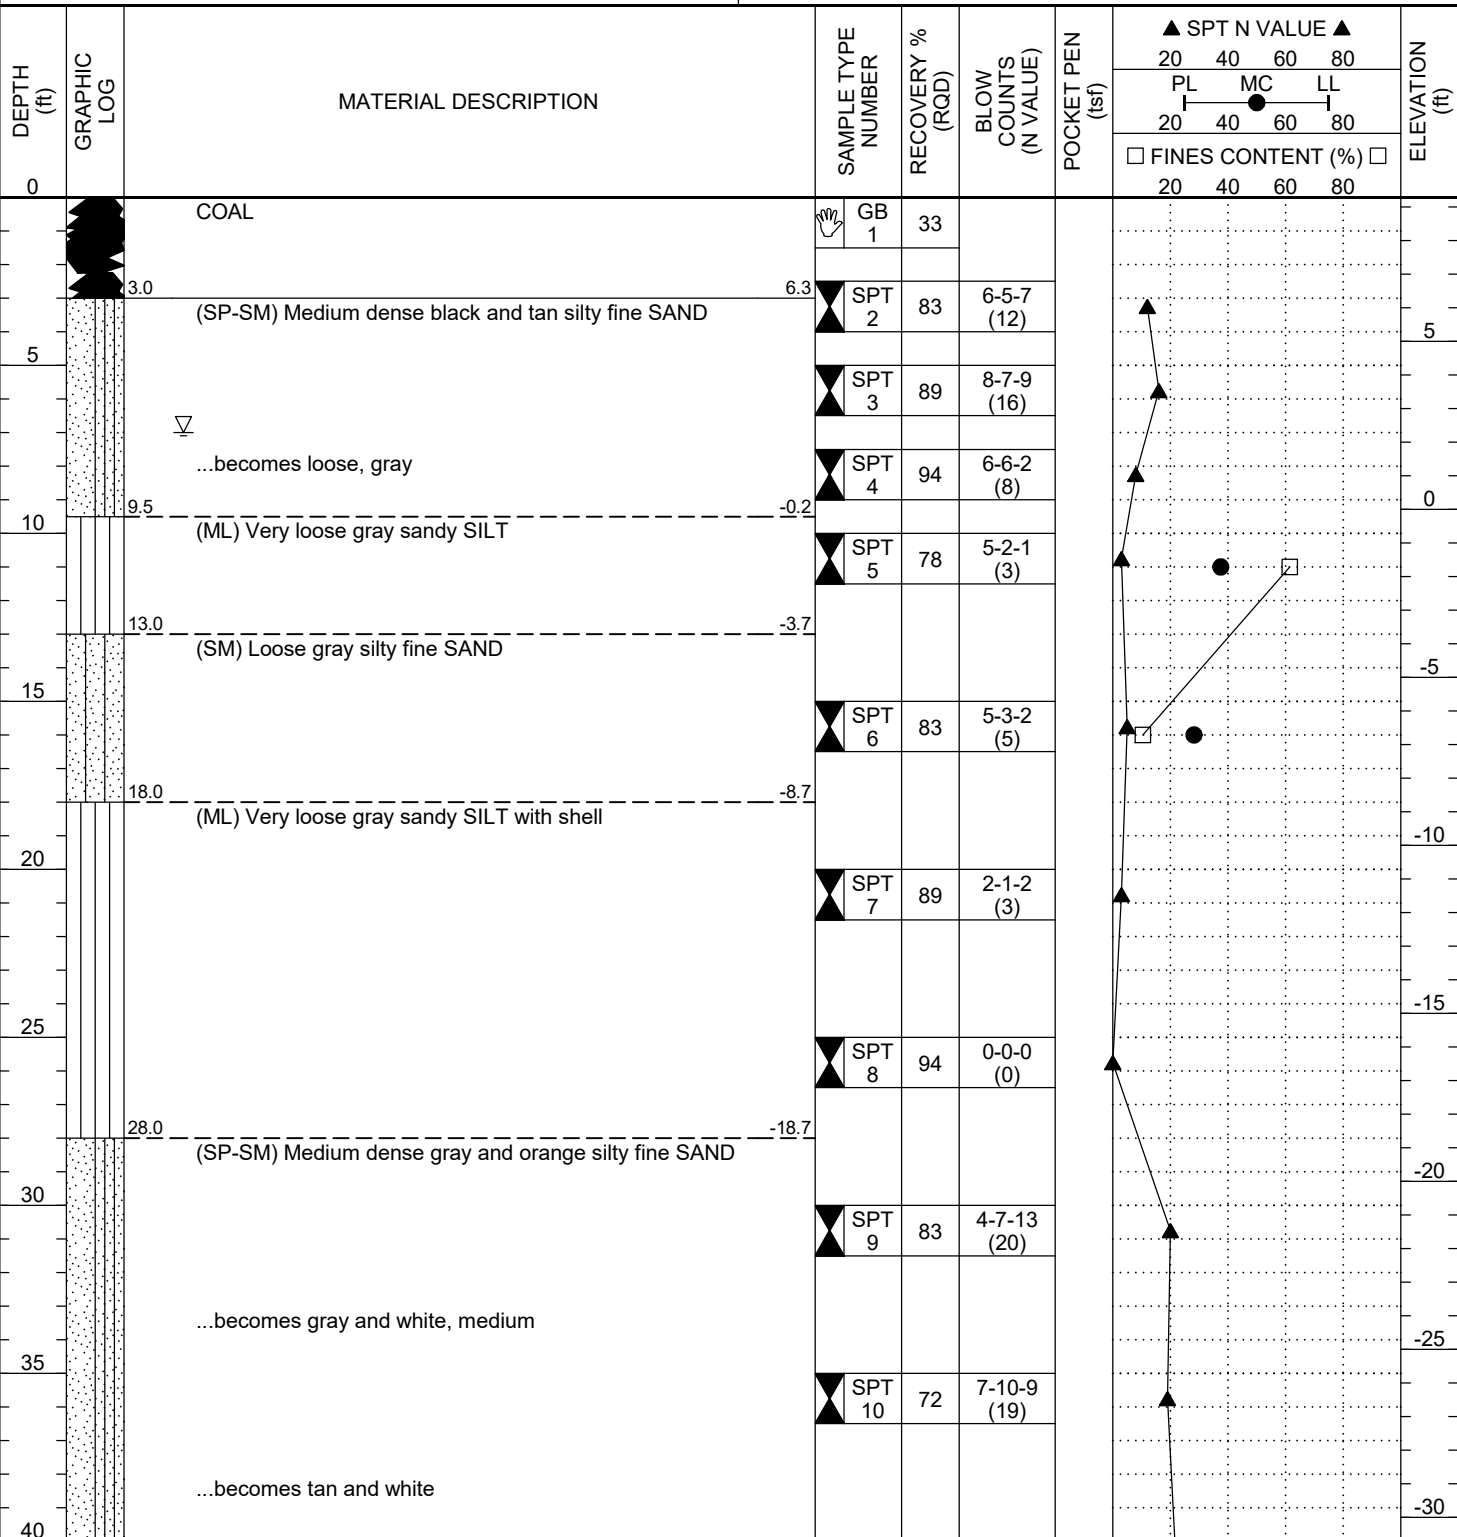 DEPTH
(ft)
GRAPHIC
LOG
MATERIAL DESCRIPTION
SAMPLE TYPE
NUMBER
RECOVERY %
(RQD)
BLOW
COUNTS
(N VALUE)
POCKET PEN
(tsf)
▲ SPT N VALUE ▲
20 40 60 80
PL MC LL
20 40 60 80
□ FINES CONTENT (%) □
20 40 60 80
ELEVATION
(ft)
0
COAL
GB
1
33
3.0
6.3
(SP-SM) Medium dense black and tan silty fine SAND
SPT
2
83
6-5-7
(12)
5
5
SPT
3
89
8-7-9
(16)
...becomes loose, gray
SPT
4
94
6-6-2
(8)
0
9.5
-0.2
10
(ML) Very loose gray sandy SILT
SPT
5
78
5-2-1
(3)
13.0
-3.7
(SM) Loose gray silty fine SAND
-5
15
SPT
6
83
5-3-2
(5)
18.0
-8.7
(ML) Very loose gray sandy SILT with shell
-10
20
SPT
7
89
2-1-2
(3)
-15
25
SPT
8
94
0-0-0
(0)
28.0
-18.7
(SP-SM) Medium dense gray and orange silty fine SAND
-20
30
SPT
9
83
4-7-13
(20)
...becomes gray and white, medium
-25
35
SPT
10
72
7-10-9
(19)
...becomes tan and white
-30
40